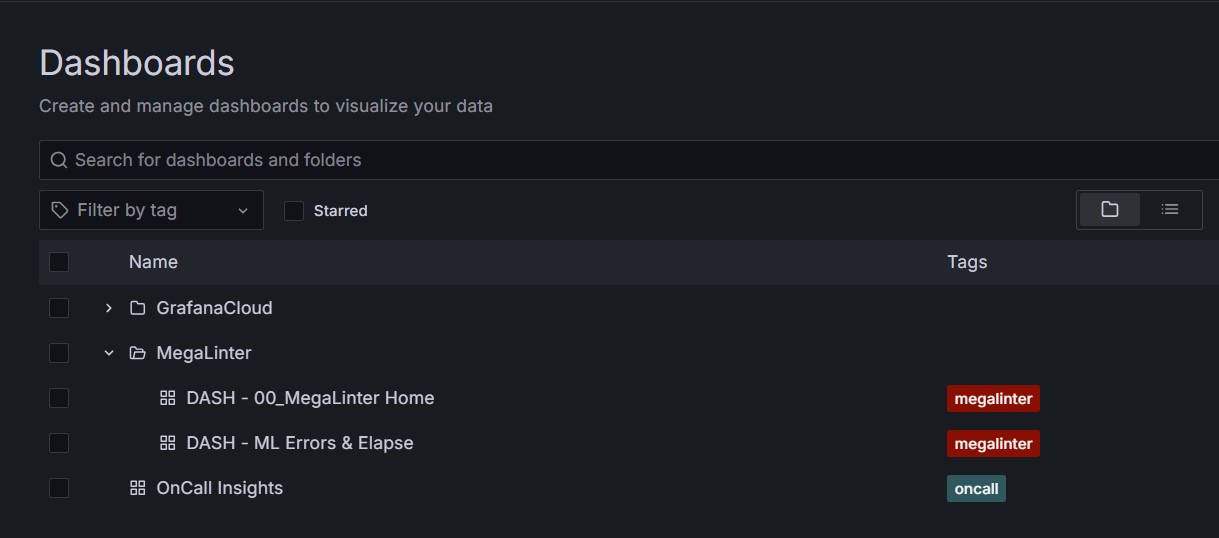 Dashboards
Create and manage dashboards to visualize your data
Search for dashboards and folders
Filter by tag Starred
Name Tags
GrafanaCloud
MegaLinter
DASH - 00_MegaLinter Home megalinter
DASH - ML Errors & Elapse megalinter
OnCall Insights oncall